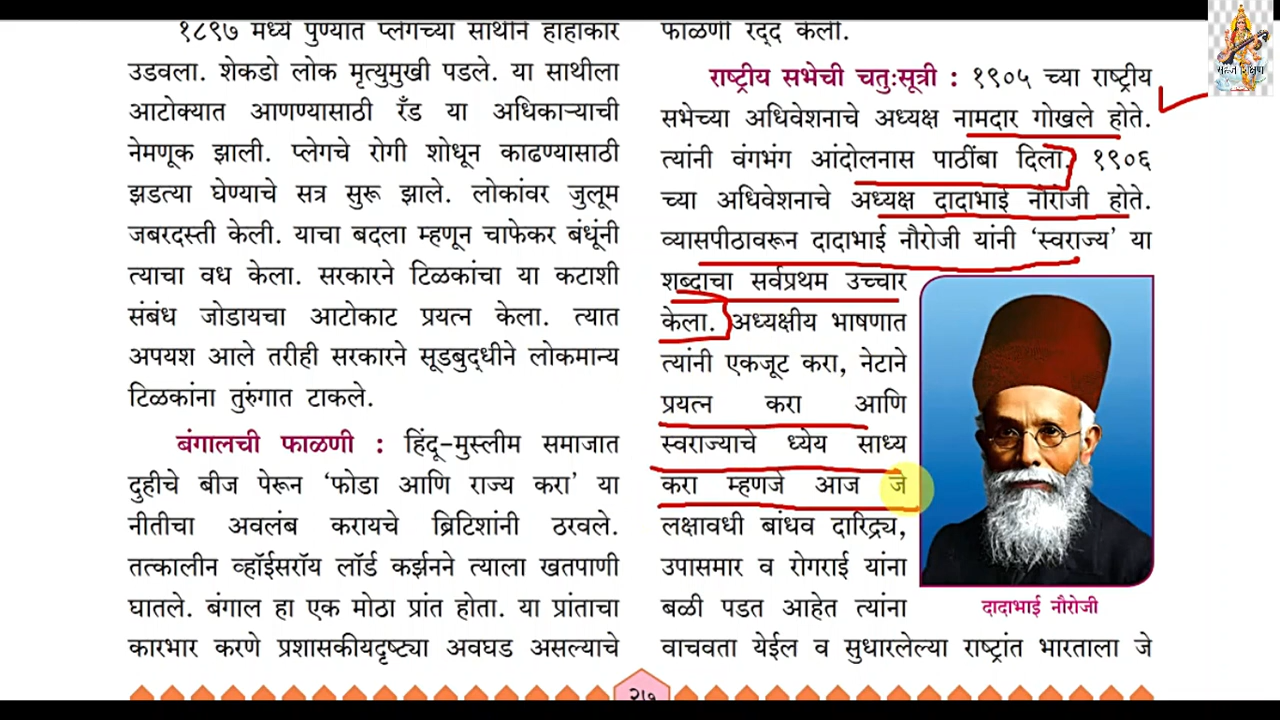 १८९७ मध्ये पुण्यात प्लेगच्या साथीने हाहाकार
उडवला. शेकडो लोक मृत्युमुखी पडले. या साथीला
आटोक्यात आणण्यासाठी रँड या अधिकाऱ्याची
नेमणूक झाली. प्लेगचे रोगी शोधून काढण्यासाठी
झडत्या घेण्याचे सत्र सुरू झाले. लोकांवर जुलूम
जबरदस्ती केली. याचा बदला म्हणून चाफेकर बंधूंनी
त्याचा वध केला. सरकारने टिळकांचा या कटाशी
संबंध जोडायचा आटोकाट प्रयत्न केला. त्यात
अपयश आले तरीही सरकारने सूडबुद्धीने लोकमान्य
टिळकांना तुरुंगात टाकले.
बंगालची फाळणी : हिंदू-मुस्लीम समाजात
दुहीचे बीज पेरून ‘फोडा आणि राज्य करा’ या
नीतीचा अवलंब करायचे ब्रिटिशांनी ठरवले.
तत्कालीन व्हॉईसरॉय लॉर्ड कर्झनने त्याला खतपाणी
घातले. बंगाल हा एक मोठा प्रांत होता. या प्रांताचा
कारभार करणे प्रशासकीयदृष्ट्या अवघड असल्याचे
फाळणी रद्द केली.
राष्ट्रीय सभेची चतुःसूत्री : १९०५ च्या राष्ट्रीय
सभेच्या अधिवेशनाचे अध्यक्ष नामदार गोखले होते.
त्यांनी वंगभंग आंदोलनास पाठींबा दिला. १९०६
च्या अधिवेशनाचे अध्यक्ष दादाभाई नौरोजी होते.
व्यासपीठावरून दादाभाई नौरोजी यांनी ‘स्वराज्य’ या
शब्दाचा सर्वप्रथम उच्चार
केला. अध्यक्षीय भाषणात
त्यांनी एकजूट करा, नेटाने
प्रयत्न करा आणि
स्वराज्याचे ध्येय साध्य
करा म्हणजे आज जे
लक्षावधी बांधव दारिद्र्य,
उपासमार व रोगराई यांना
बळी पडत आहेत त्यांना
वाचवता येईल व सुधारलेल्या राष्ट्रांत भारताला जे
दादाभाई नौरोजी
सहज शिक्षण